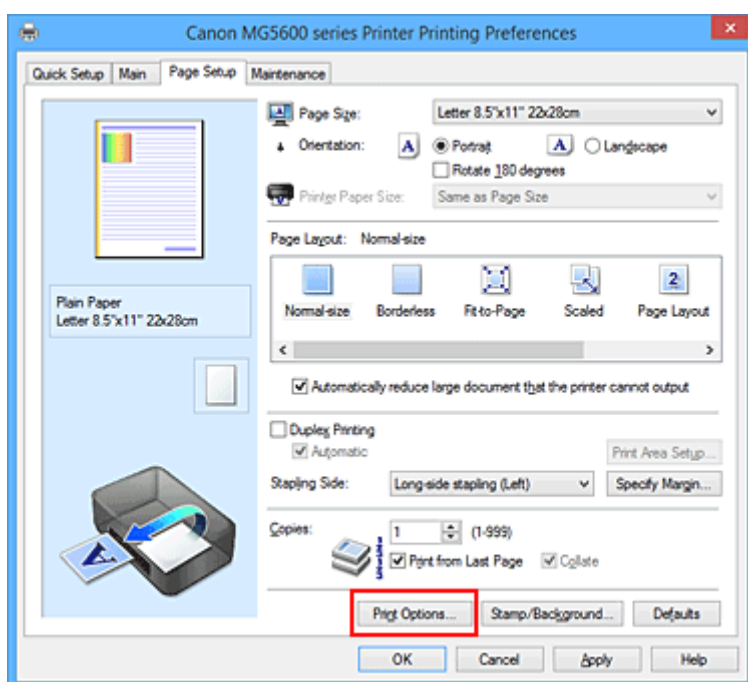 Canon MG5600 series Printer Printing Preferences
Quick Setup Main Page Setup Maintenance
Page Size: Letter 8.5"x11" 22x28cm
Orientation: A Portrait A Landscape
Rotate 180 degrees
Printer Paper Size: Same as Page Size
Page Layout: Normal-size
2
Normal-size Borderless Fit-to-Page Scaled Page Layout
Plain Paper
Letter 8.5"x11" 22x28cm
Automatically reduce large document that the printer cannot output
Duplex Printing
Automatic Print Area Setup...
Stapling Side: Long-side stapling (Left) Specify Margin...
Copies: 1 (1-999)
Print from Last Page Collate
Print Options... Stamp/Background... Defaults
OK Cancel Apply Help